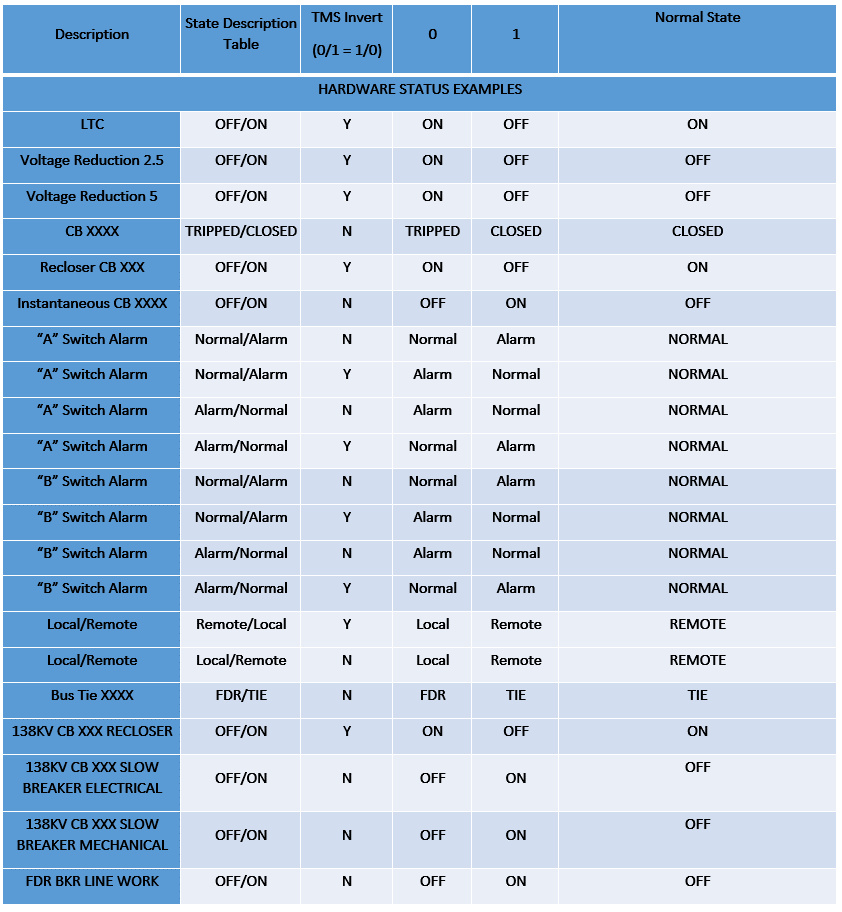 Description State Description Table TMS Invert (0/1 = 1/0) 0 1 Normal State
HARDWARE STATUS EXAMPLES
LTC OFF/ON Y ON OFF ON
Voltage Reduction 2.5 OFF/ON Y ON OFF OFF
Voltage Reduction 5 OFF/ON Y ON OFF OFF
CB XXXX TRIPPED/CLOSED N TRIPPED CLOSED CLOSED
Recloser CB XXX OFF/ON Y ON OFF ON
Instantaneous CB XXXX OFF/ON N OFF ON OFF
“A” Switch Alarm Normal/Alarm N Normal Alarm NORMAL
“A” Switch Alarm Normal/Alarm Y Alarm Normal NORMAL
“A” Switch Alarm Alarm/Normal N Alarm Normal NORMAL
“A” Switch Alarm Alarm/Normal Y Normal Alarm NORMAL
“B” Switch Alarm Normal/Alarm N Normal Alarm NORMAL
“B” Switch Alarm Normal/Alarm Y Alarm Normal NORMAL
“B” Switch Alarm Alarm/Normal N Alarm Normal NORMAL
“B” Switch Alarm Alarm/Normal Y Normal Alarm NORMAL
Local/Remote Remote/Local Y Local Remote REMOTE
Local/Remote Local/Remote N Local Remote REMOTE
Bus Tie XXXX FDR/TIE N FDR TIE TIE
138KV CB XXX RECLOSER OFF/ON Y ON OFF ON
138KV CB XXX SLOW BREAKER ELECTRICAL OFF/ON N OFF ON OFF
138KV CB XXX SLOW BREAKER MECHANICAL OFF/ON N OFF ON OFF
FDR BKR LINE WORK OFF/ON N OFF ON OFF